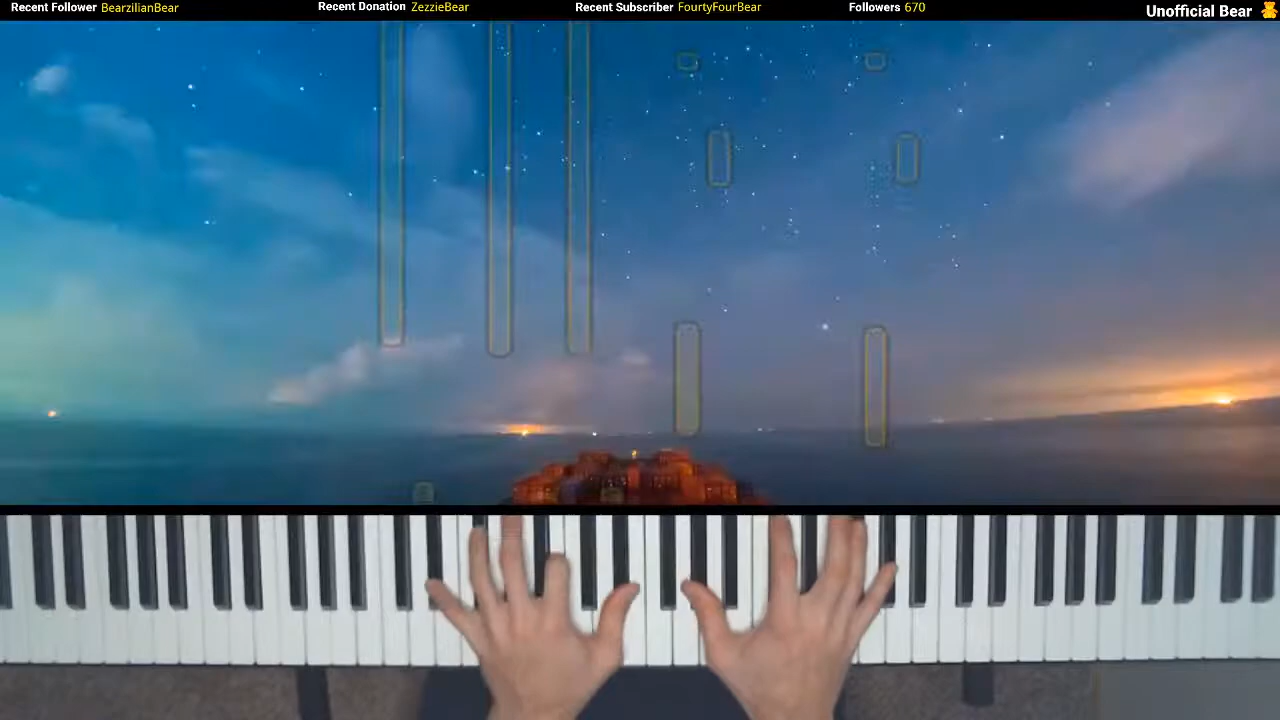 Recent Follower BearzilianBear
Recent Donation ZezzieBear
Recent Subscriber FourtyFourBear
Followers 670
Unofficial Bear